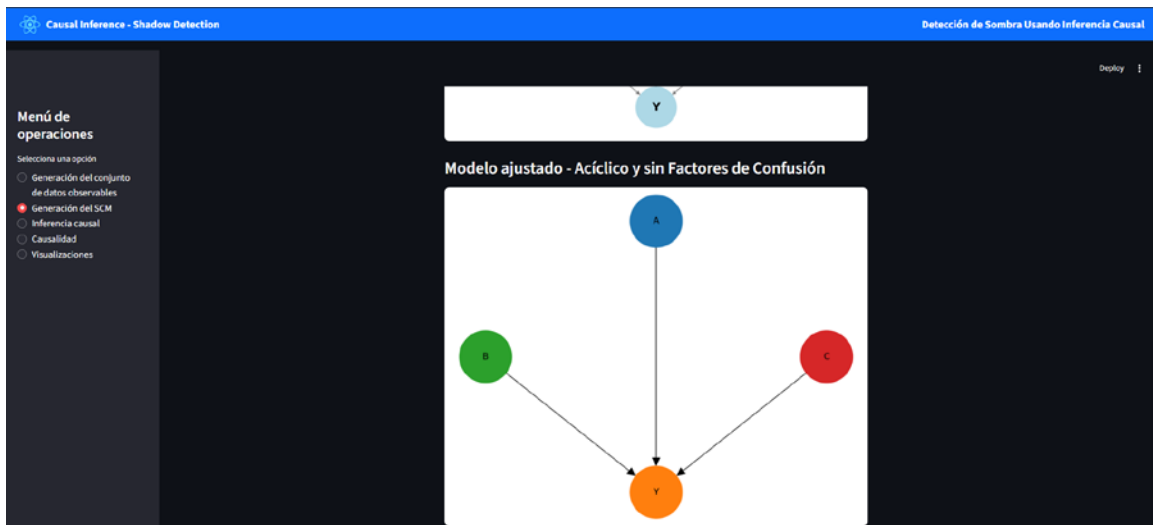 Causal Inference - Shadow Detection
Detección de Sombra Usando Inferencia Causal
Deploy
Menú de
operaciones
Selecciona una opción
Generación del conjunto
de datos observables
Generación del SCM
Inferencia causal
Causalidad
Visualizaciones
Y
Modelo ajustado - Acíclico y sin Factores de Confusión
A
B
C
Y